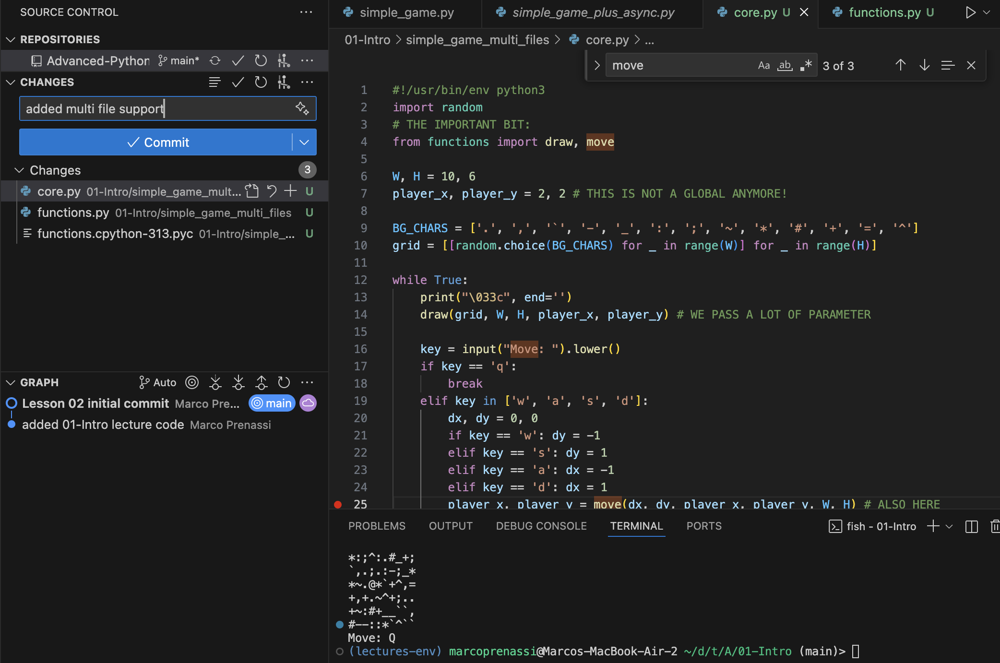 SOURCE CONTROL
REPOSITORIES
Advanced-Python main*
CHANGES
added multi file support
Commit
Changes 3
core.py 01-Intro/simple_game_mult... U
functions.py 01-Intro/simple_game_multi_files U
functions.cpython-313.pyc 01-Intro/simple_... U
GRAPH Auto
Lesson 02 initial commit Marco Pre... main
added 01-Intro lecture code Marco Prenassi
simple_game.py simple_game_plus_async.py core.py U functions.py U
01-Intro > simple_game_multi_files > core.py > ...
move Aa ab .* 3 of 3
1 #!/usr/bin/env python3
2 import random
3 # THE IMPORTANT BIT:
4 from functions import draw, move
5
6 W, H = 10, 6
7 player_x, player_y = 2, 2 # THIS IS NOT A GLOBAL ANYMORE!
8
9 BG_CHARS = ['.', ',', '`', '-', '_', ':', ';', '~', '*', '#', '+', '=', '^']
10 grid = [[random.choice(BG_CHARS) for _ in range(W)] for _ in range(H)]
11
12 while True:
13 print("\033c", end='')
14 draw(grid, W, H, player_x, player_y) # WE PASS A LOT OF PARAMETER
15
16 key = input("Move: ").lower()
17 if key == 'q':
18 break
19 elif key in ['w', 'a', 's', 'd']:
20 dx, dy = 0, 0
21 if key == 'w': dy = -1
22 elif key == 's': dy = 1
23 elif key == 'a': dx = -1
24 elif key == 'd': dx = 1
25 player_x, player_y = move(dx, dy, player_x, player_y, W, H) # ALSO HERE
PROBLEMS OUTPUT DEBUG CONSOLE TERMINAL PORTS fish - 01-Intro
*:;^:.#_+;
`,.;.:-;_*
*~.@*`+^,=
+,+.~^+;..
+~:#+__``,
#--::*`^``
Move: Q
(lectures-env) marcoprenassi@Marcos-MacBook-Air-2 ~/d/t/A/01-Intro (main)>